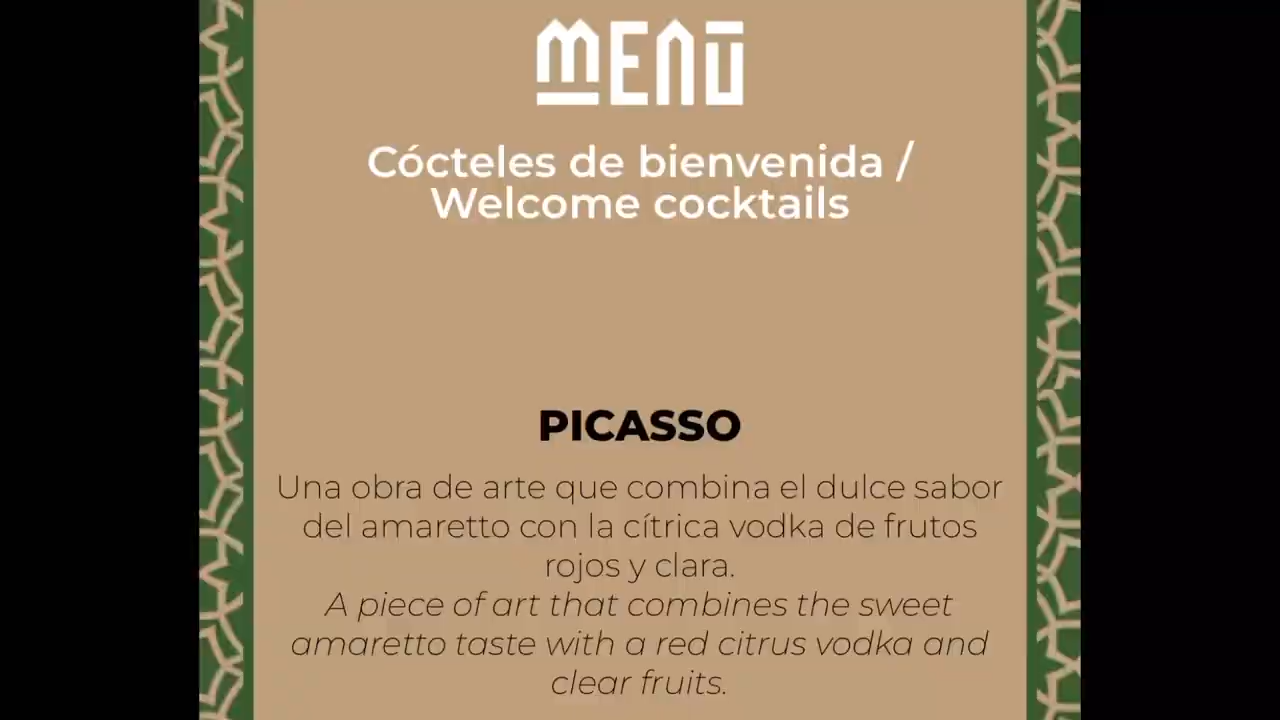 MENÚ
Cócteles de bienvenida /
Welcome cocktails
PICASSO
Una obra de arte que combina el dulce sabor
del amaretto con la cítrica vodka de frutos
rojos y clara.
A piece of art that combines the sweet
amaretto taste with a red citrus vodka and
clear fruits.